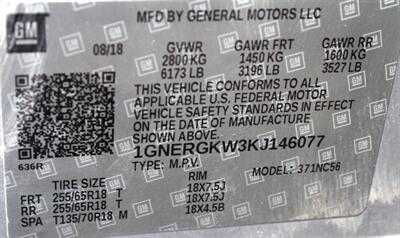 MFD BY GENERAL MOTORS LLC
GM
08/18 GVWR GAWR FRT GAWR RR
2800 KG 1450 KG 1600 KG
6173 LB 3196 LB 3527 LB
THIS VEHICLE CONFORMS TO ALL
APPLICABLE U.S. FEDERAL MOTOR
VEHICLE SAFETY STANDARDS IN EFFECT
ON THE DATE OF MANUFACTURE
SHOWN ABOVE.
636R
1GNERGKW3KJ146077
TYPE: M.P.V. MODEL: 371NC56
TIRE SIZE RIM
FRT 255/65R18 T 18X7.5J
RR 255/65R18 T 18X7.5J
SPA T135/70R18 M 18X4.5B